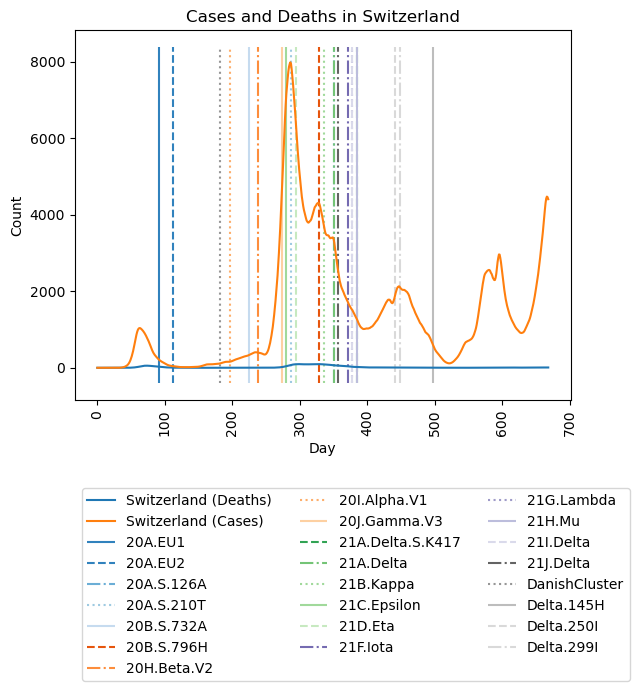 Cases and Deaths in Switzerland
8000
6000
4000
2000
0
Count
0
100
200
300
400
500
600
700
Day
Switzerland (Deaths)
Switzerland (Cases)
20A.EU1
20A.EU2
20A.S.126A
20A.S.210T
20B.S.732A
20B.S.796H
20H.Beta.V2
20I.Alpha.V1
20J.Gamma.V3
21A.Delta.S.K417
21A.Delta
21B.Kappa
21C.Epsilon
21D.Eta
21F.Iota
21G.Lambda
21H.Mu
21I.Delta
21J.Delta
DanishCluster
Delta.145H
Delta.250I
Delta.299I